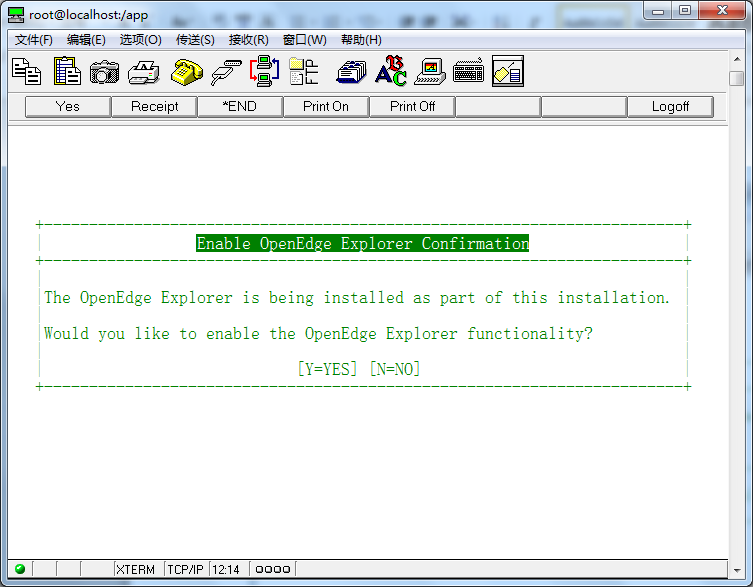 root@localhost:/app
文件(F) 编辑(E) 选项(O) 传送(S) 接收(R) 窗口(W) 帮助(H)
Yes Receipt *END Print On Print Off Logoff
Enable OpenEdge Explorer Confirmation
The OpenEdge Explorer is being installed as part of this installation.
Would you like to enable the OpenEdge Explorer functionality?
[Y=YES] [N=NO]
XTERM TCP/IP 12:14